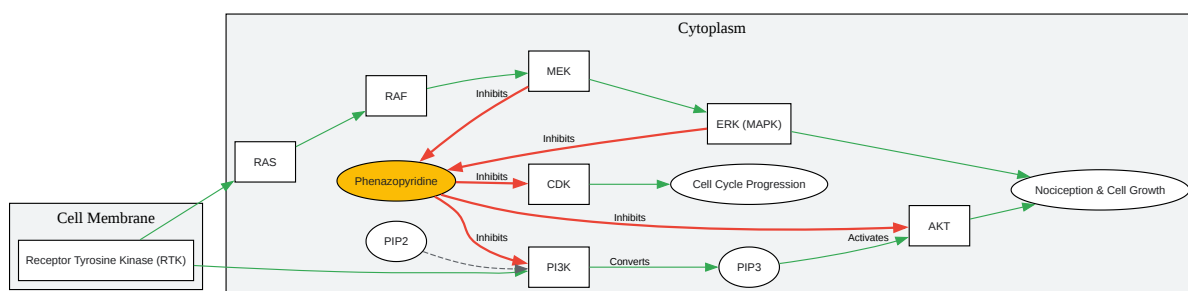 Cytoplasm
MEK
RAF
Inhibits
ERK (MAPK)
Inhibits
RAS
Phenazopyridine
Inhibits
CDK
Cell Cycle Progression
Nociception & Cell Growth
Cell Membrane
Inhibits
AKT
PIP2
Inhibits
Activates
Receptor Tyrosine Kinase (RTK)
PI3K
Converts
PIP3